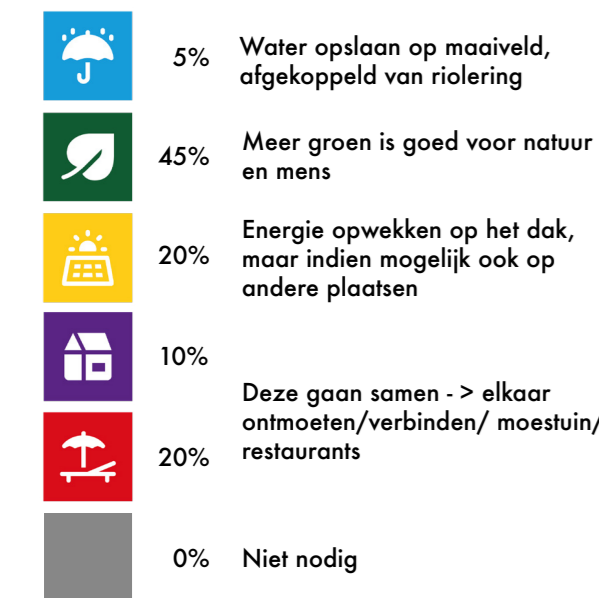 5%
Water opslaan op maaiveld,
afgekoppeld van riolering
45%
Meer groen is goed voor natuur
en mens
20%
Energie opwekken op het dak,
maar indien mogelijk ook op
andere plaatsen
10%
20%
Deze gaan samen - > elkaar
ontmoeten/verbinden/ moestuin/
restaurants
0%
Niet nodig